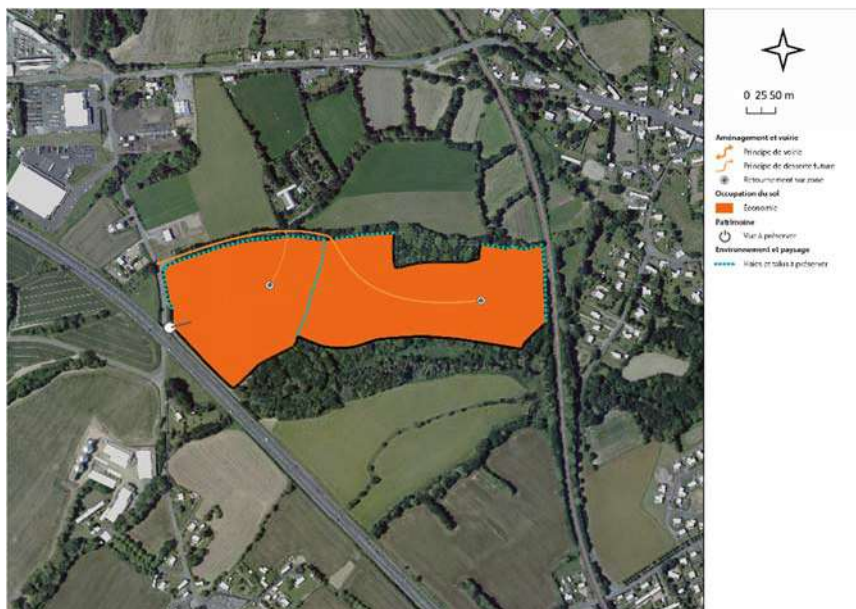 0 25 50 m
Aménagement et voirie
Principe de voirie
Principe de desserte future
Retournement sur zone
Occupation du sol
Économie
Patrimoine
Vue à préserver
Environnement et paysage
Haies et talus à préserver